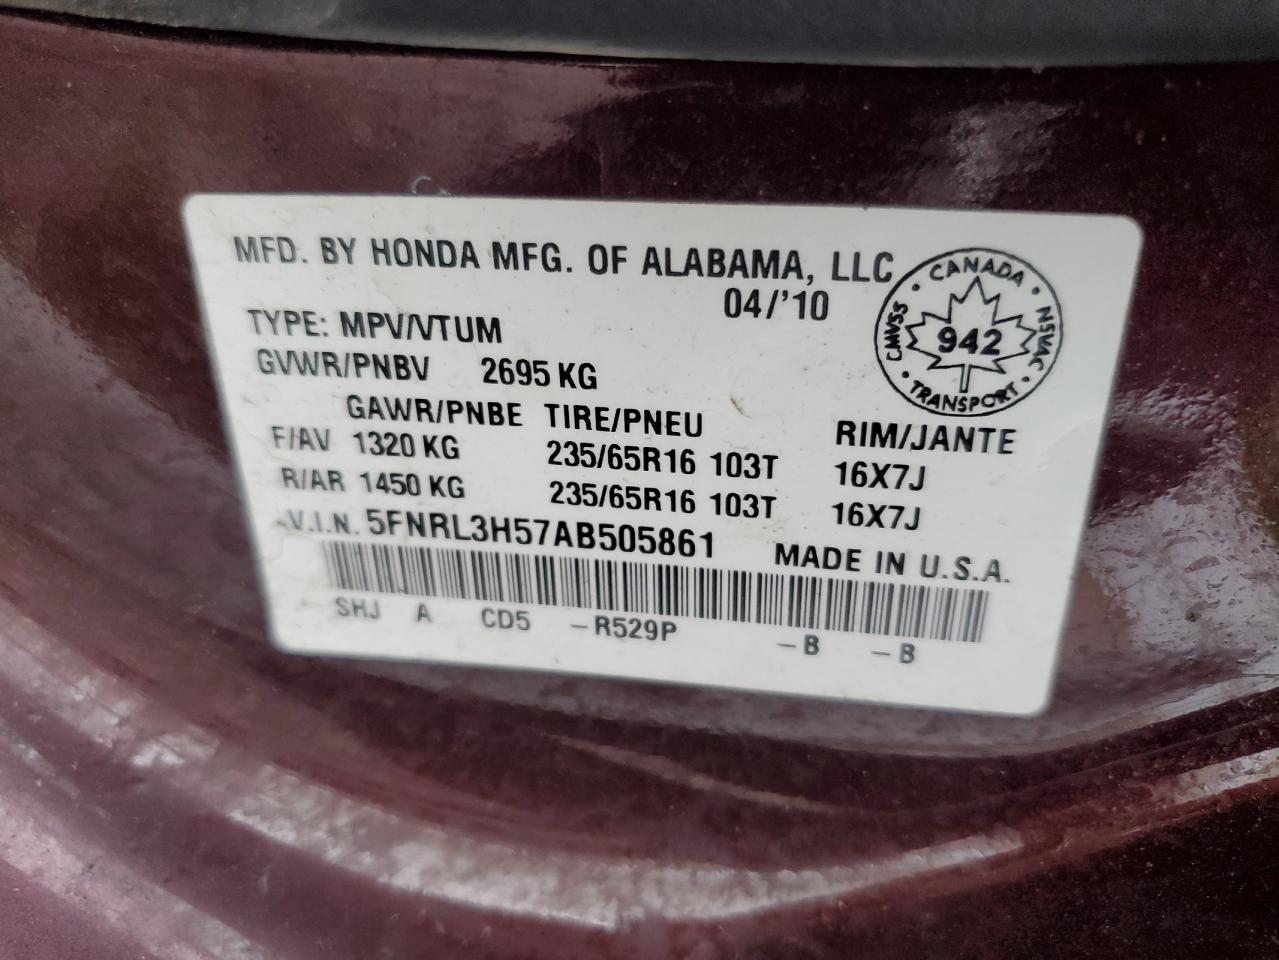 MFD. BY HONDA MFG. OF ALABAMA, LLC
04/'10
TYPE: MPV/VTUM
GVWR/PNBV 2695 KG
GAWR/PNBE TIRE/PNEU RIM/JANTE
F/AV 1320 KG 235/65R16 103T 16X7J
R/AR 1450 KG 235/65R16 103T 16X7J
V.I.N. 5FNRL3H57AB505861 MADE IN U.S.A.
SHJ A CD5 -R529P -B -B
CANADA
CMVSS
942
NSVAC
TRANSPORT